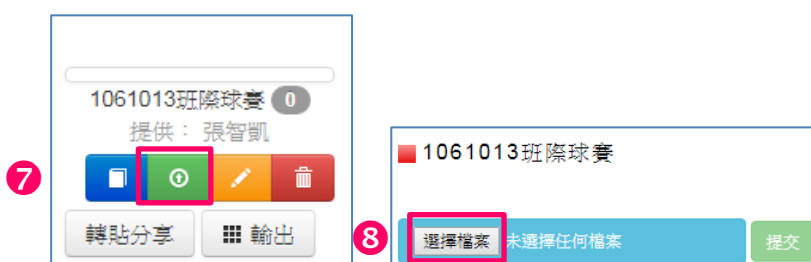 1061013班際球賽 0
提供： 張智凱
7
轉貼分享 輸出
1061013班際球賽
8
選擇檔案 未選擇任何檔案 提交